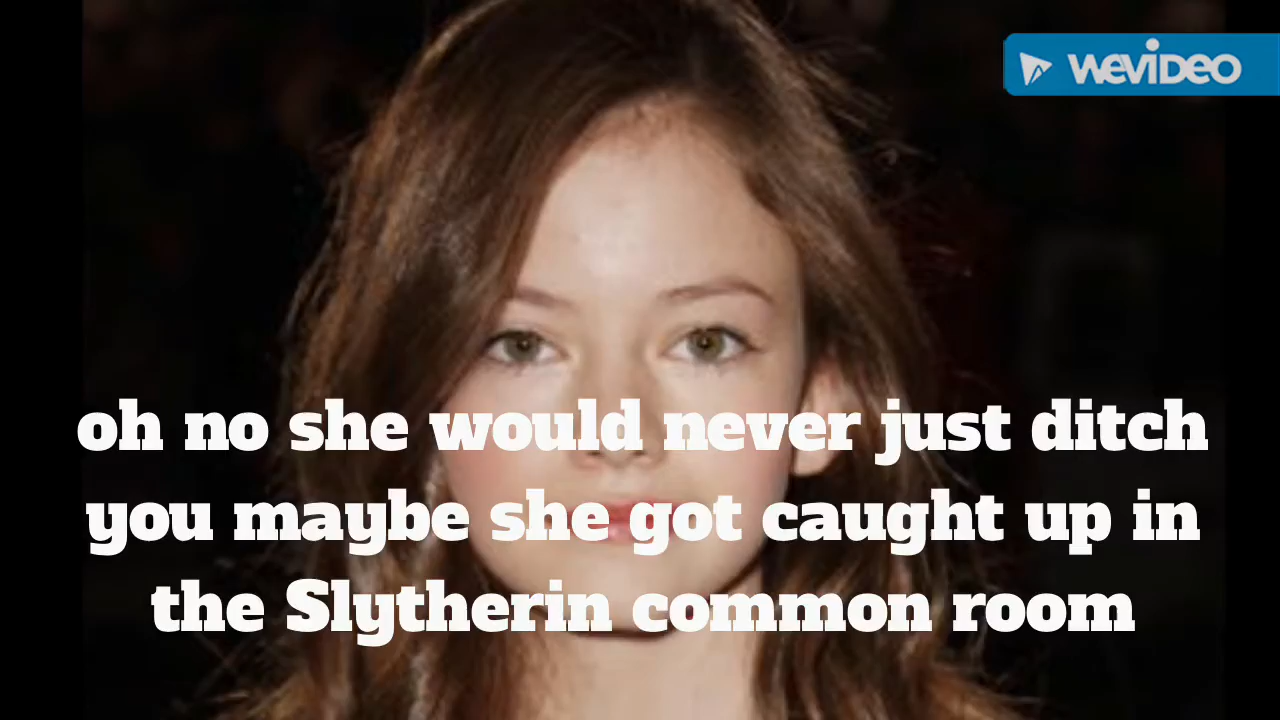 WEVIDEO
oh no she would never just ditch
you maybe she got caught up in
the Slytherin common room